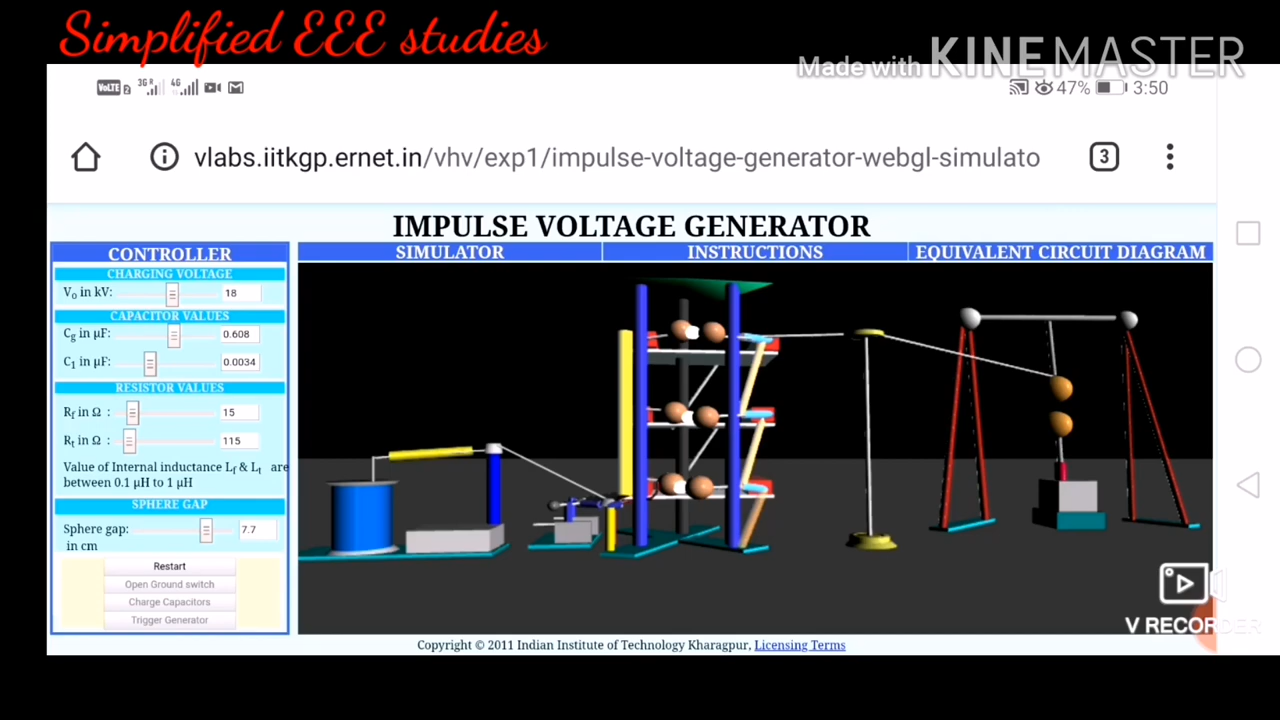 Simplified EEE studies
Made with KINEMASTER
VoLTE 2 3G R 4G 47% 3:50
vlabs.iitkgp.ernet.in/vhv/exp1/impulse-voltage-generator-webgl-simulato 3
IMPULSE VOLTAGE GENERATOR
CONTROLLER
SIMULATOR INSTRUCTIONS EQUIVALENT CIRCUIT DIAGRAM
CHARGING VOLTAGE
Vo in kV: 18
CAPACITOR VALUES
Cg in μF: 0.608
C1 in μF: 0.0034
RESISTOR VALUES
Rf in Ω : 15
Rt in Ω : 115
Value of Internal inductance Lf & Lt are
between 0.1 μH to 1 μH
SPHERE GAP
Sphere gap: 7.7
in cm
Restart
Open Ground switch
Charge Capacitors
Trigger Generator
V RECORDER
Copyright © 2011 Indian Institute of Technology Kharagpur, Licensing Terms